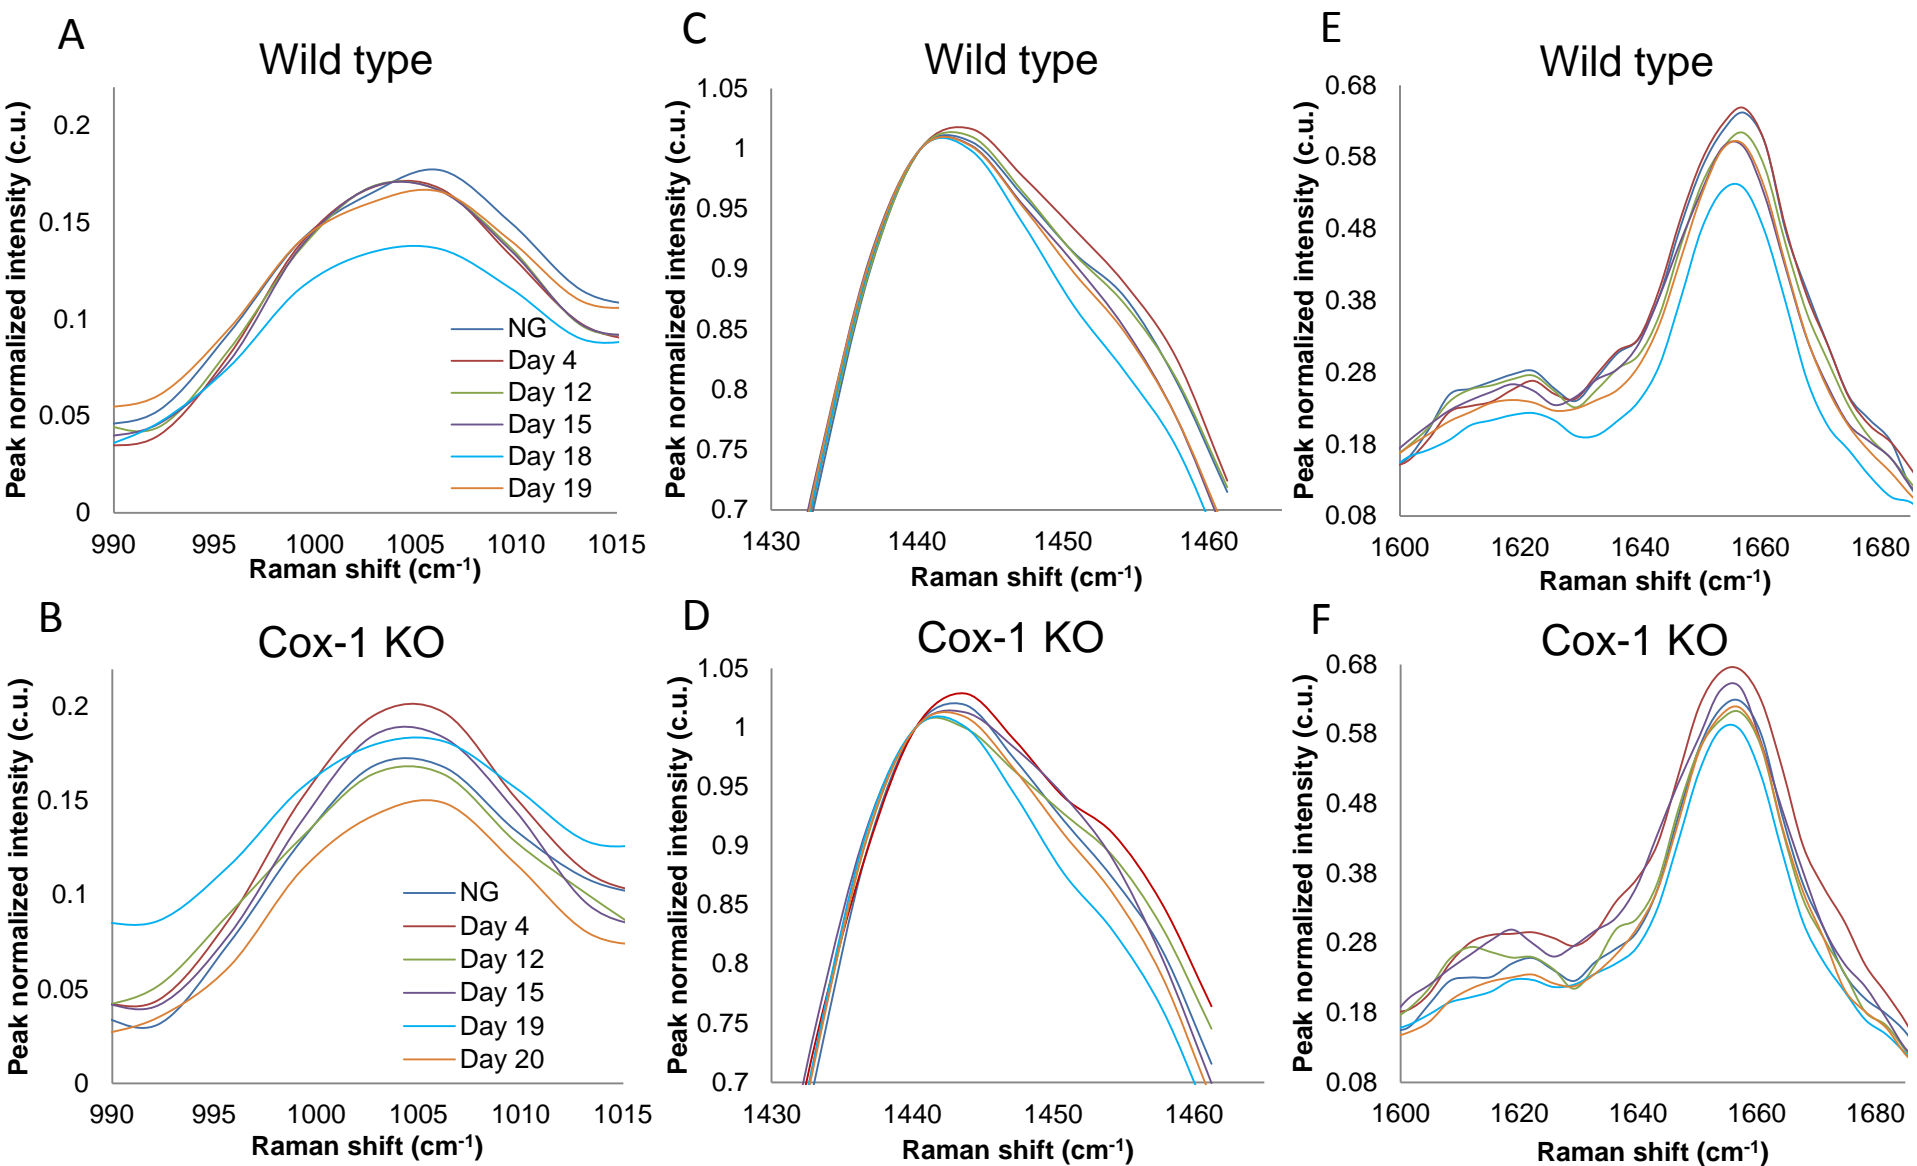 A
Wild type
Peak normalized intensity (c.u.)
0.2
0.15
0.1
0.05
0
990 995 1000 1005 1010 1015
Raman shift (cm-1)
NG
Day 4
Day 12
Day 15
Day 18
Day 19
C
Wild type
Peak normalized intensity (c.u.)
1.05
1
0.95
0.9
0.85
0.8
0.75
0.7
1430 1440 1450 1460
Raman shift (cm-1)
E
Wild type
Peak normalized intensity (c.u.)
0.68
0.58
0.48
0.38
0.28
0.18
0.08
1600 1620 1640 1660 1680
Raman shift (cm-1)
B
Cox-1 KO
Peak normalized intensity (c.u.)
0.2
0.15
0.1
0.05
0
990 995 1000 1005 1010 1015
Raman shift (cm-1)
NG
Day 4
Day 12
Day 15
Day 19
Day 20
D
Cox-1 KO
Peak normalized intensity (c.u.)
1.05
1
0.95
0.9
0.85
0.8
0.75
0.7
1430 1440 1450 1460
Raman shift (cm-1)
F
Cox-1 KO
Peak normalized intensity (c.u.)
0.68
0.58
0.48
0.38
0.28
0.18
0.08
1600 1620 1640 1660 1680
Raman shift (cm-1)